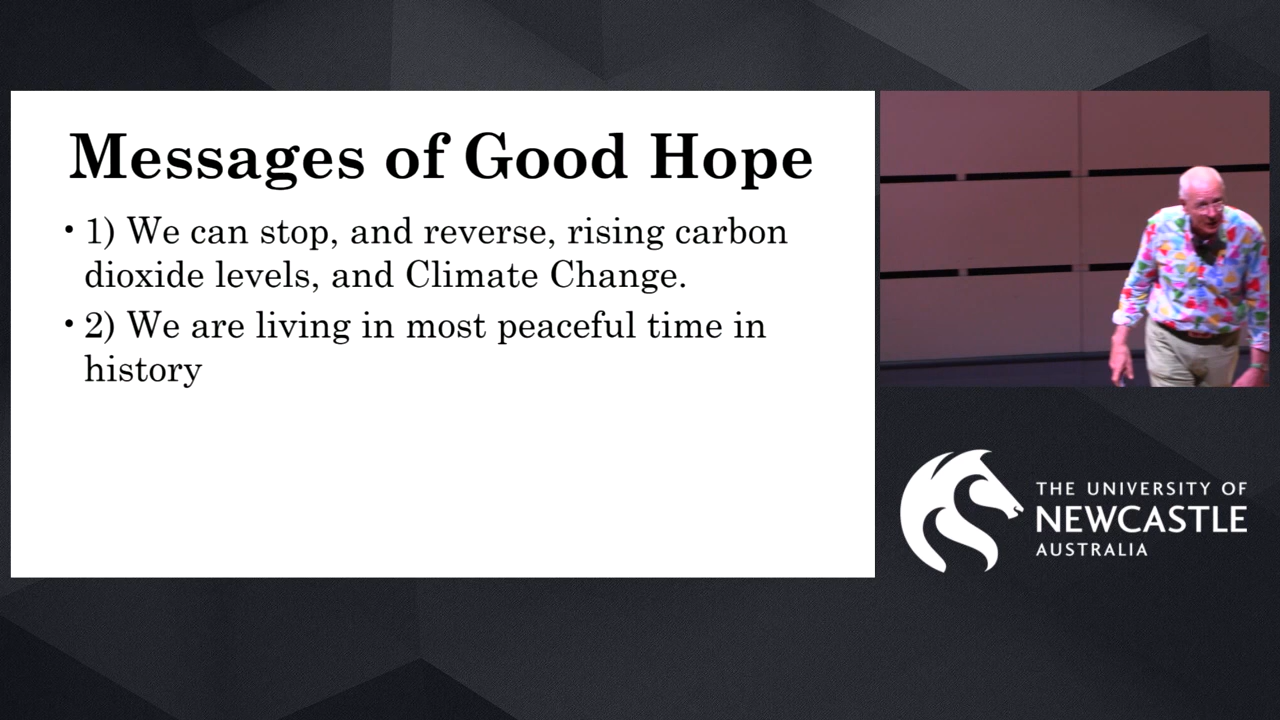 Messages of Good Hope
• 1) We can stop, and reverse, rising carbon
dioxide levels, and Climate Change.
• 2) We are living in most peaceful time in
history
THE UNIVERSITY OF
NEWCASTLE
AUSTRALIA